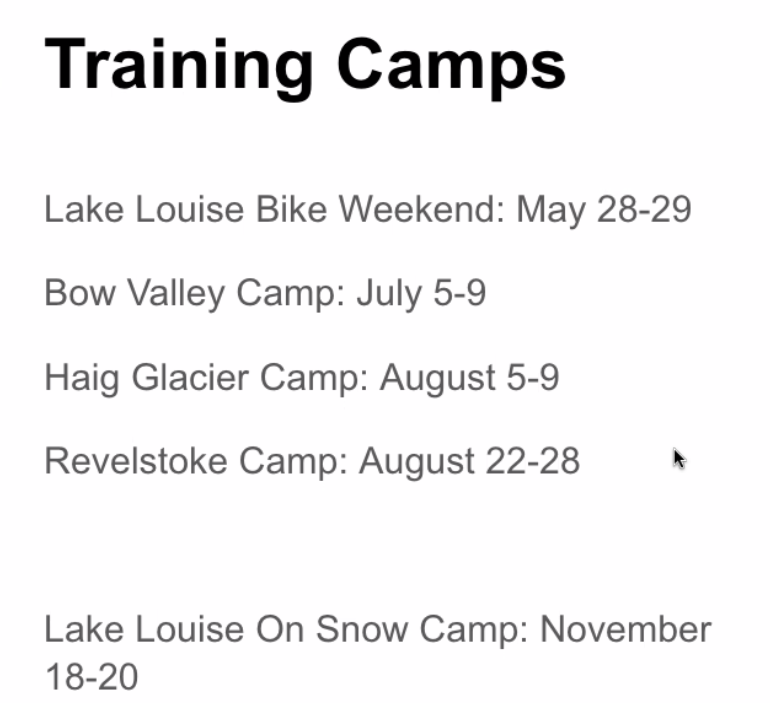 Training Camps
Lake Louise Bike Weekend: May 28-29
Bow Valley Camp: July 5-9
Haig Glacier Camp: August 5-9
Revelstoke Camp: August 22-28
Lake Louise On Snow Camp: November
18-20